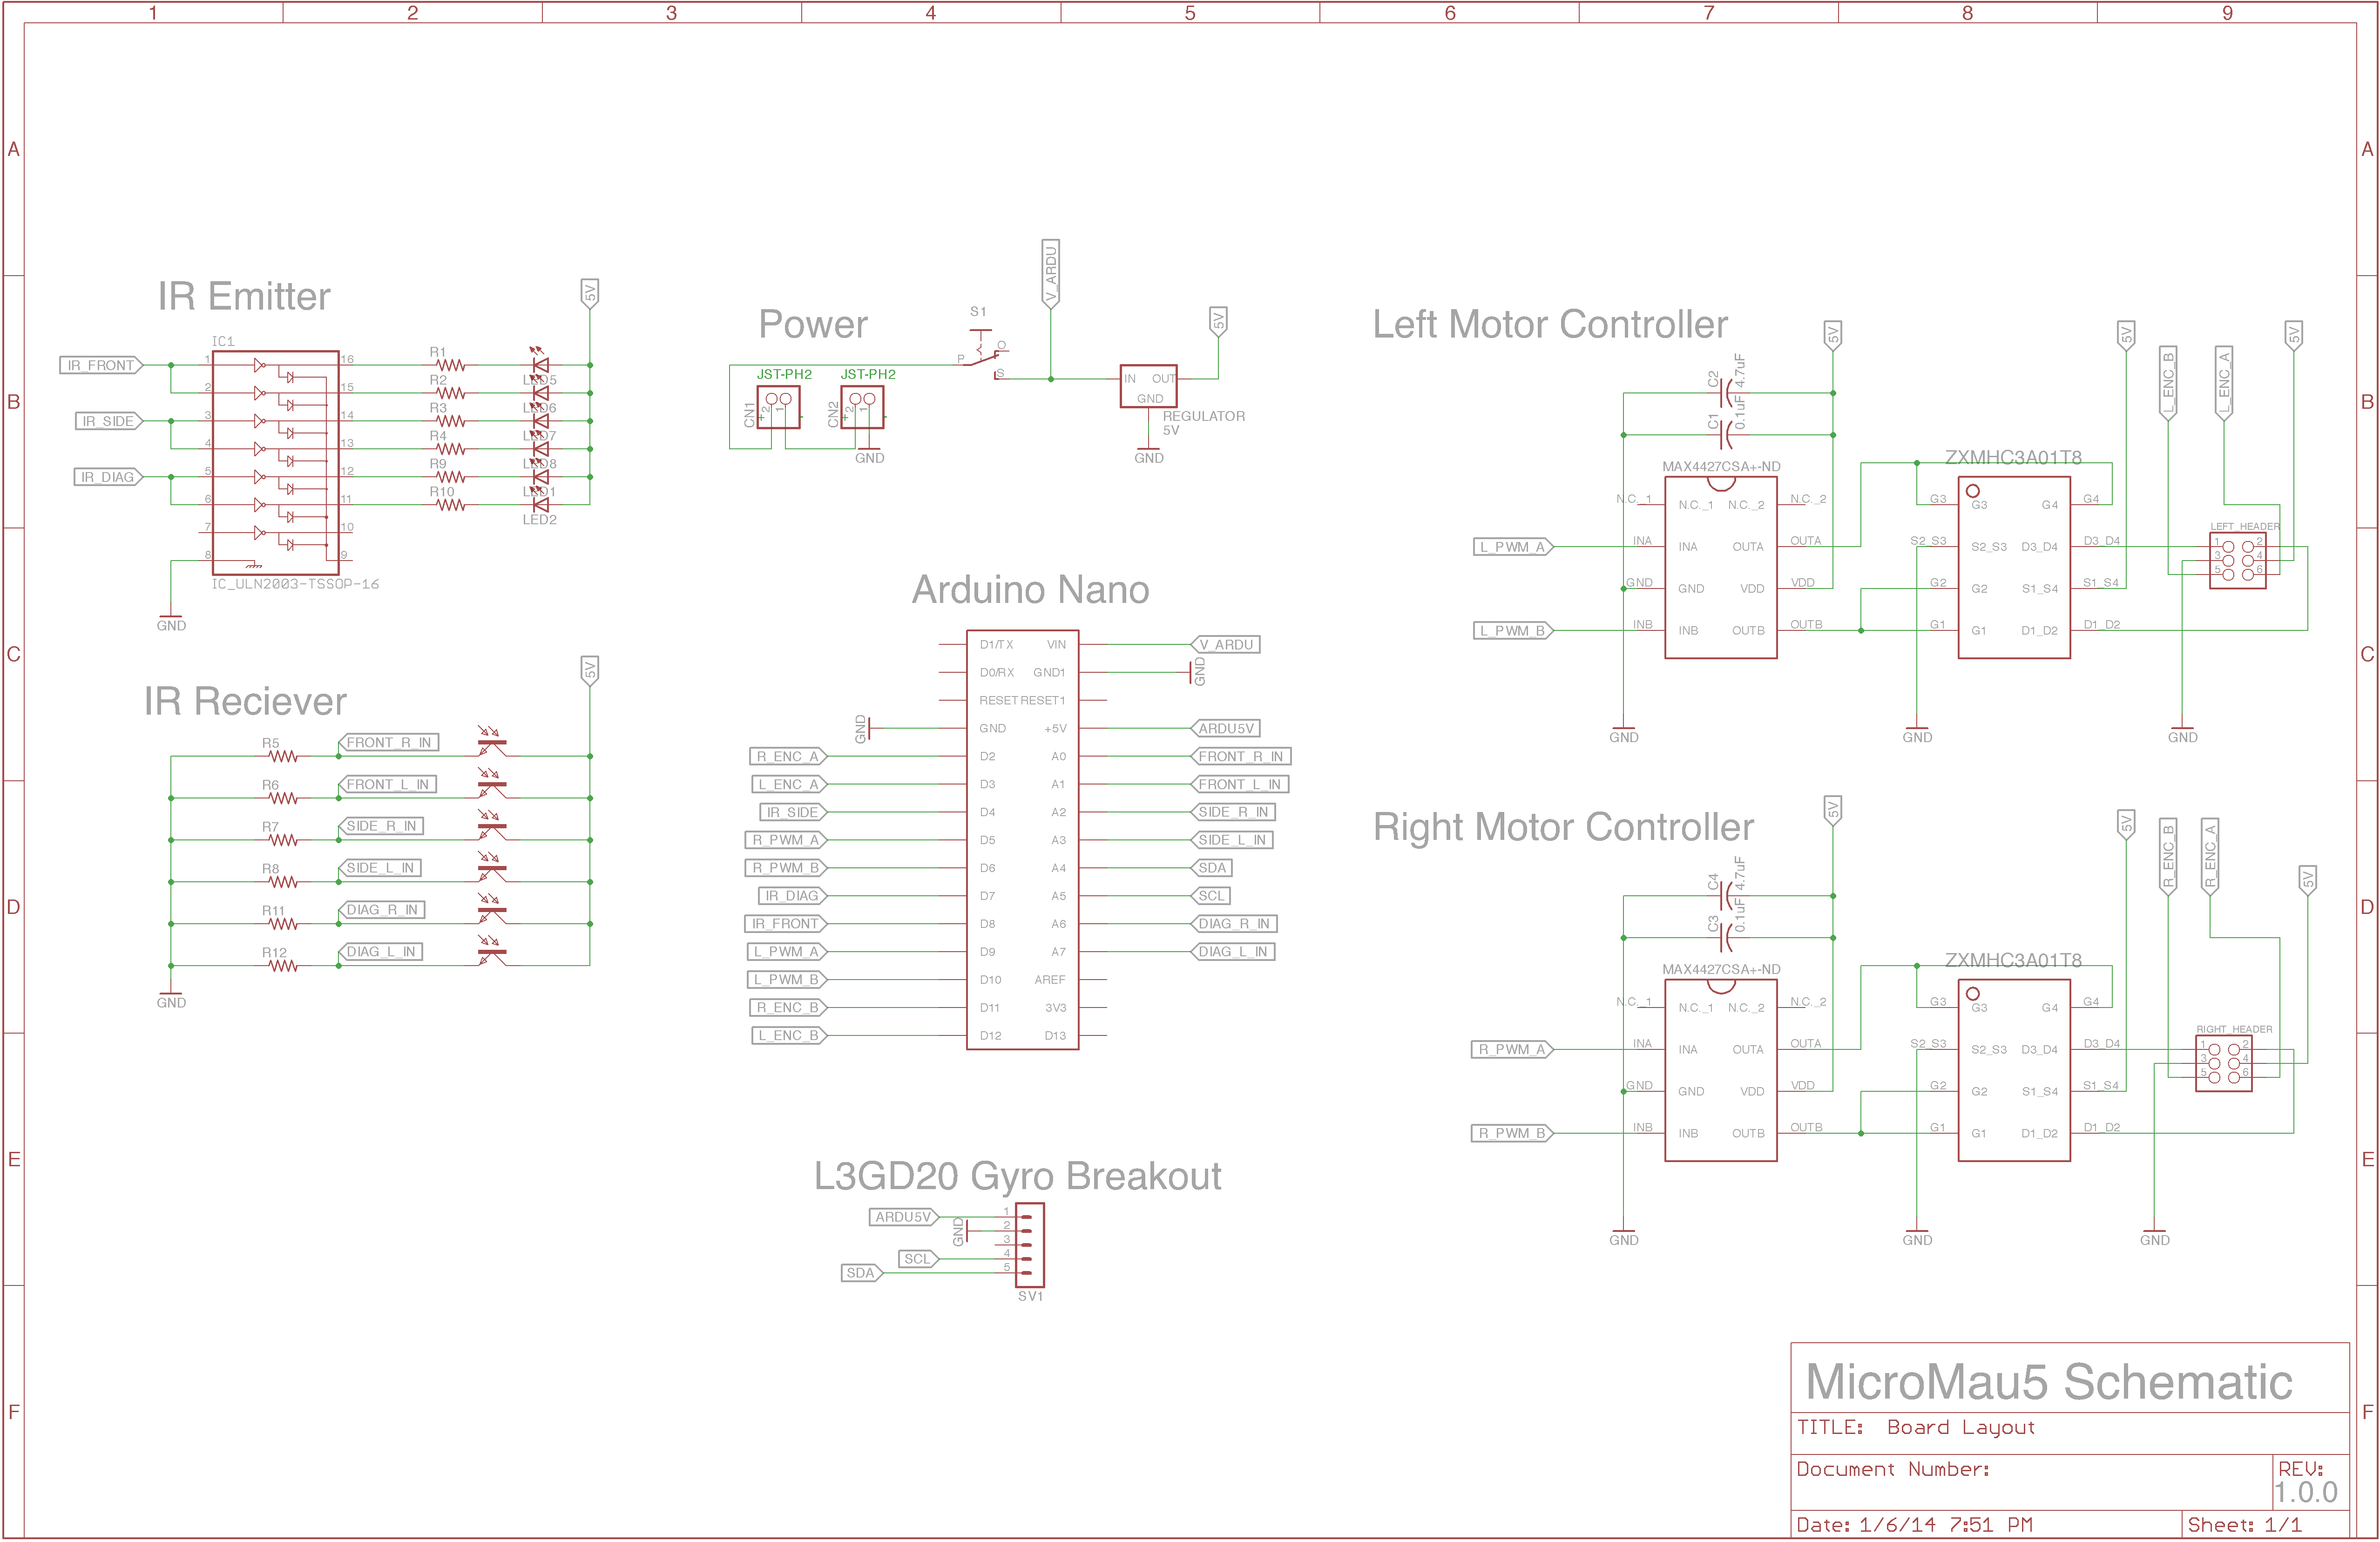 1 2 3 4 5 6 7 8 9
A A
B B
C C
D D
E E
F F
IR Emitter
5V
IC1
IR_FRONT
IR_SIDE
IR_DIAG
1 16
2 15
3 14
4 13
5 12
6 11
7 10
8 9
R1
R2 LED5
R3 LED6
R4 LED7
R9 LED8
R10 LED1
LED2
IC_ULN2003-TSSOP-16
GND
IR Reciever
5V
R5 FRONT_R_IN
R6 FRONT_L_IN
R7 SIDE_R_IN
R8 SIDE_L_IN
R11 DIAG_R_IN
R12 DIAG_L_IN
GND
Power
V_ARDU
S1
P O
S
5V
JST-PH2 JST-PH2
CN1 + 2 1
CN2 + 2 1
GND
IN OUT
GND
REGULATOR
5V
GND
Arduino Nano
D1/TX VIN V_ARDU
D0/RX GND1 GND
RESET RESET1
GND GND +5V ARDU5V
R_ENC_A D2 A0 FRONT_R_IN
L_ENC_A D3 A1 FRONT_L_IN
IR_SIDE D4 A2 SIDE_R_IN
R_PWM_A D5 A3 SIDE_L_IN
R_PWM_B D6 A4 SDA
IR_DIAG D7 A5 SCL
IR_FRONT D8 A6 DIAG_R_IN
L_PWM_A D9 A7 DIAG_L_IN
L_PWM_B D10 AREF
R_ENC_B D11 3V3
L_ENC_B D12 D13
L3GD20 Gyro Breakout
ARDU5V 1
GND 2
3
SCL 4
SDA 5
SV1
Left Motor Controller
5V 5V 5V
L_ENC_B L_ENC_A
C2 4.7uF
C1 0.1uF
MAX4427CSA+-ND
ZXMHC3A01T8
N.C._1 N.C._1 N.C._2 N.C._2
G3 G3 G4 G4
L_PWM_A INA INA OUTA OUTA
S2_S3 S2_S3 D3_D4 D3_D4
GND GND VDD VDD
G2 G2 S1_S4 S1_S4
L_PWM_B INB INB OUTB OUTB
G1 G1 D1_D2 D1_D2
LEFT_HEADER
1 2
3 4
5 6
GND GND GND
Right Motor Controller
5V 5V 5V
R_ENC_B R_ENC_A
C4 4.7uF
C3 0.1uF
MAX4427CSA+-ND
ZXMHC3A01T8
N.C._1 N.C._1 N.C._2 N.C._2
G3 G3 G4 G4
R_PWM_A INA INA OUTA OUTA
S2_S3 S2_S3 D3_D4 D3_D4
GND GND VDD VDD
G2 G2 S1_S4 S1_S4
R_PWM_B INB INB OUTB OUTB
G1 G1 D1_D2 D1_D2
RIGHT_HEADER
1 2
3 4
5 6
GND GND GND
MicroMau5 Schematic
TITLE: Board Layout
Document Number:
REV:
1.0.0
Date: 1/6/14 7:51 PM
Sheet: 1/1
1 2 3 4 5 6 7 8 9